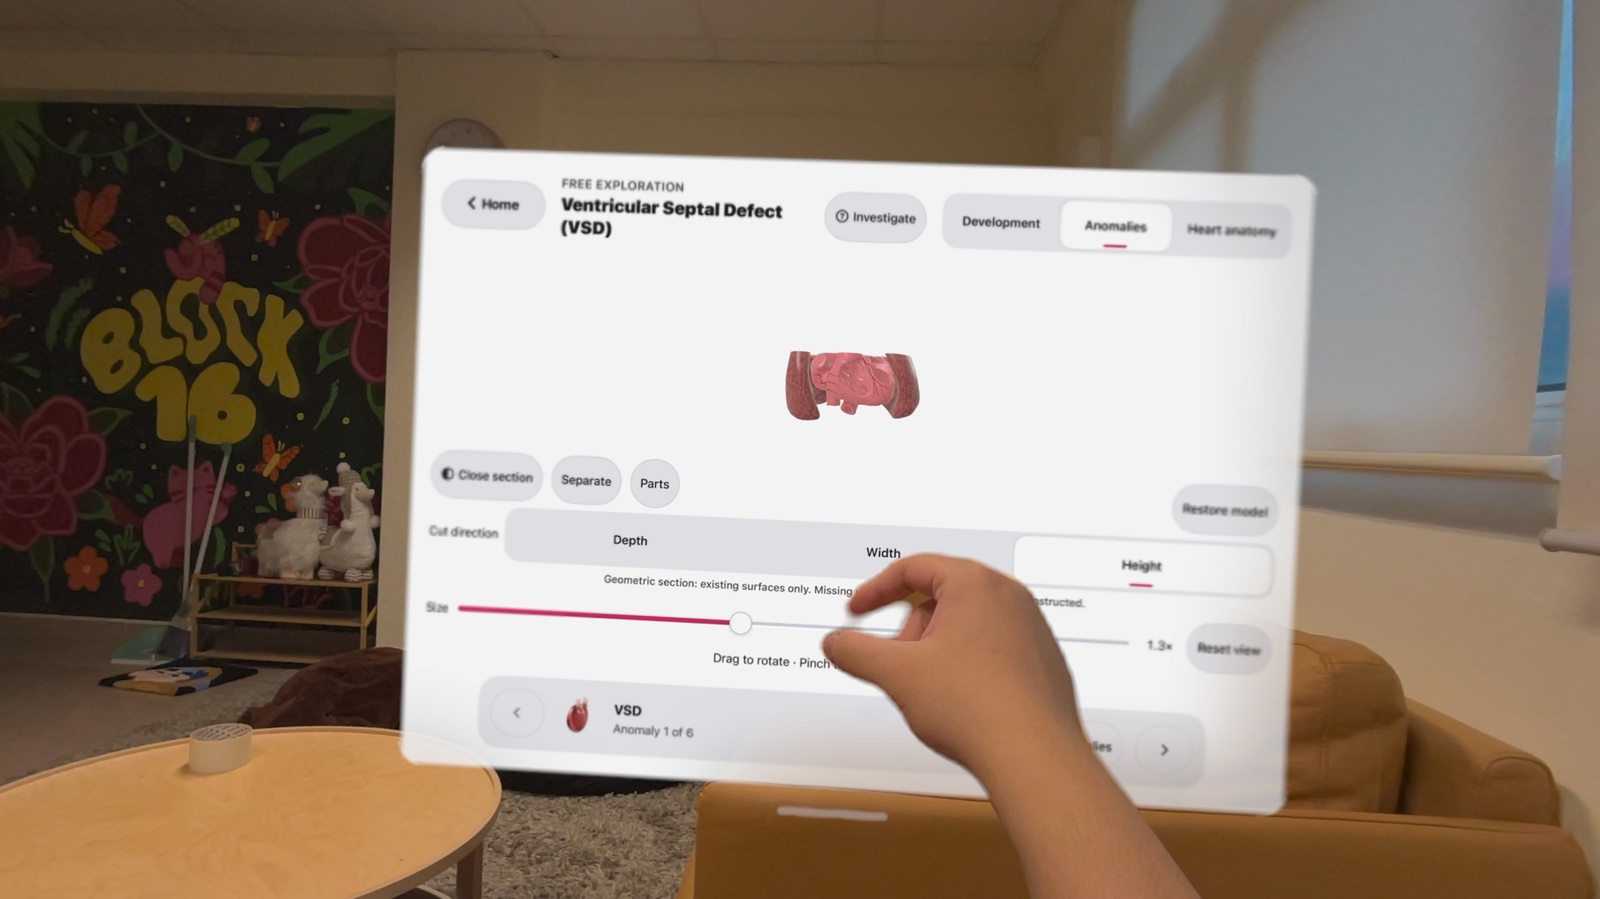 BLOCK
16
Home
FREE EXPLORATION
Ventricular Septal Defect
(VSD)
Investigate
Development
Anomalies
Heart anatomy
Close section
Separate
Parts
Restore model
Cut direction
Depth
Width
Height
Geometric section: existing surfaces only. Missing
Size
1.3×
Reset view
Drag to rotate · Pinch
VSD
Anomaly 1 of 6